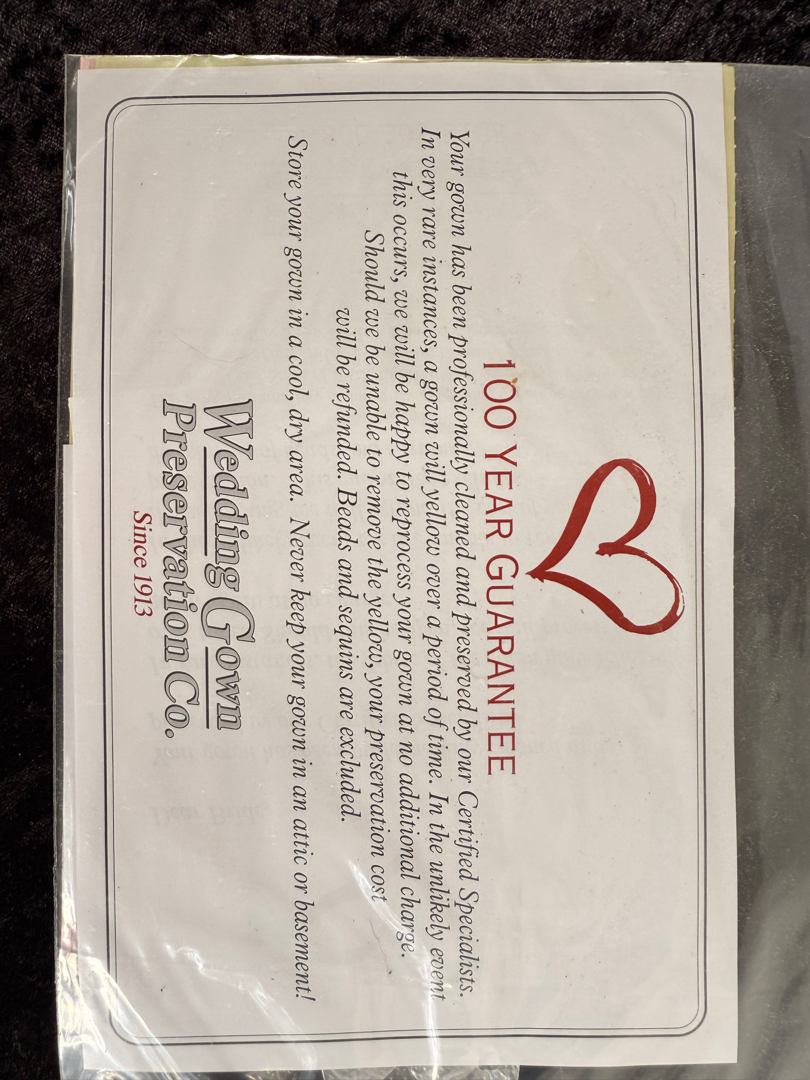 100 YEAR GUARANTEE
Your gown has been professionally cleaned and preserved by our Certified Specialists.
In very rare instances, a gown will yellow over a period of time. In the unlikely event
this occurs, we will be happy to reprocess your gown at no additional charge.
Should we be unable to remove the yellow, your preservation cost
will be refunded. Beads and sequins are excluded.
Store your gown in a cool, dry area. Never keep your gown in an attic or basement!
Wedding Gown
Preservation Co.
Since 1913